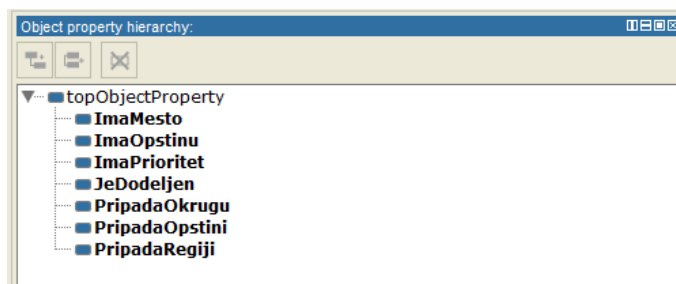 Object property hierarchy:
topObjectProperty
ImaMesto
ImaOpstinu
ImaPrioritet
JeDodeljen
PripadaOkrugu
PripadaOpstini
PripadaRegiji